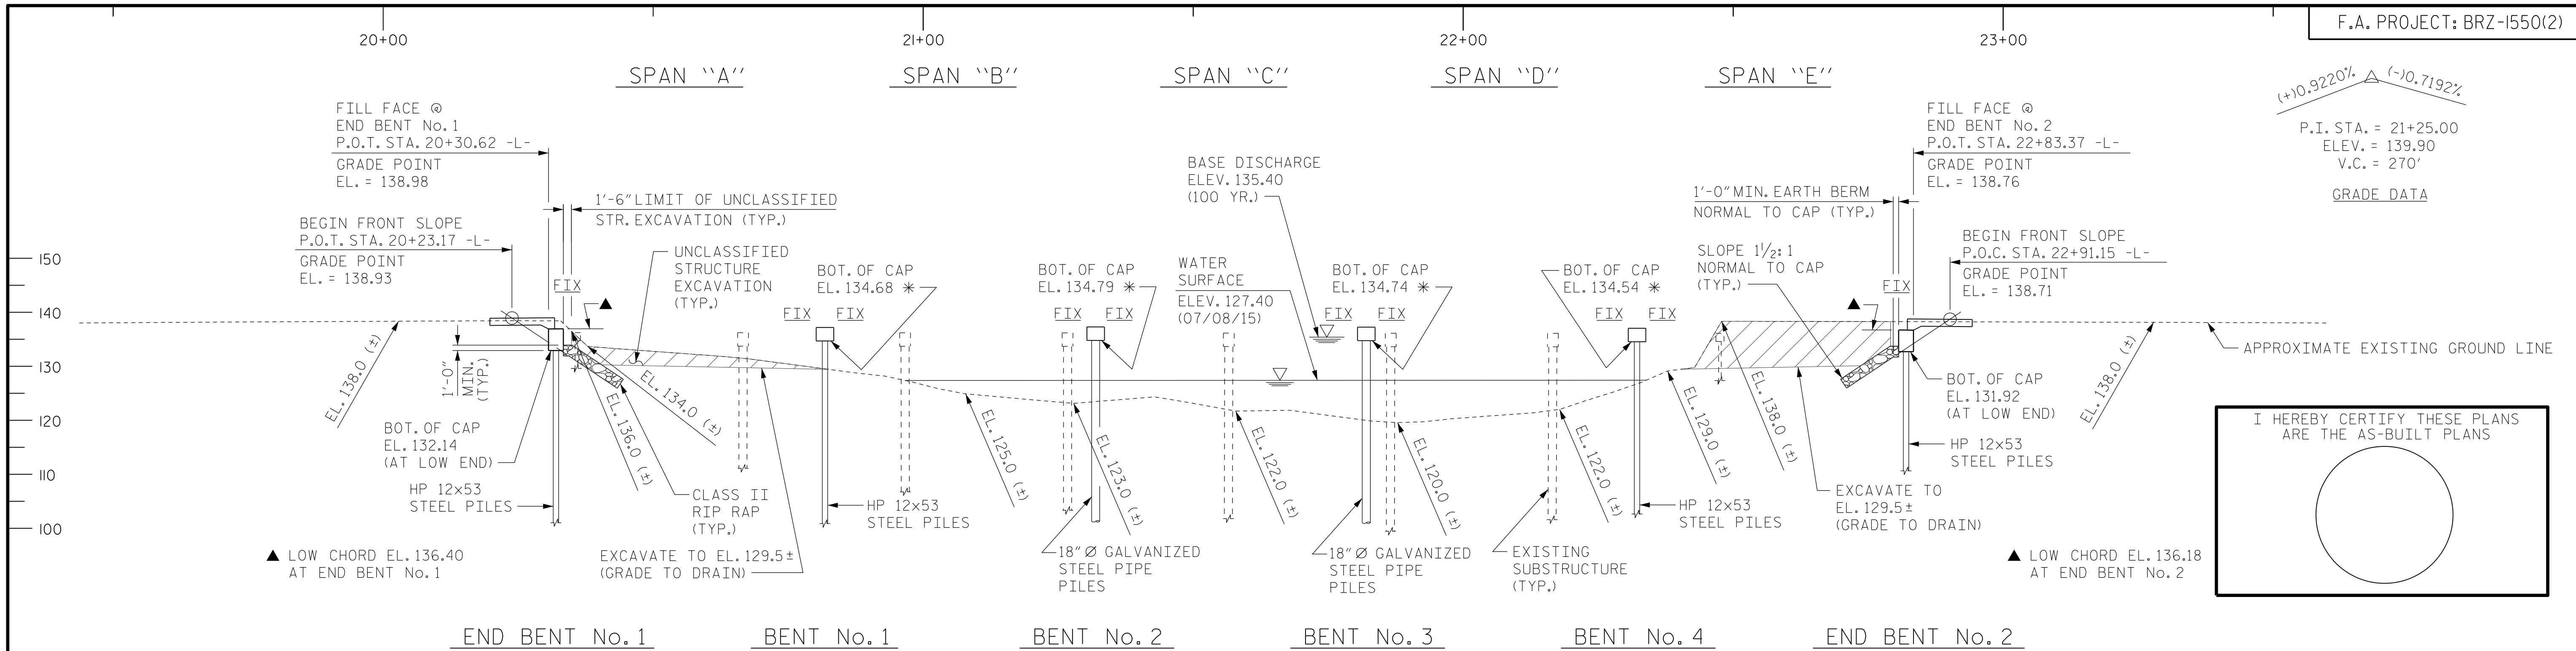 F.A. PROJECT: BRZ-1550(2)
20+00
21+00
22+00
23+00
SPAN "A"
SPAN "B"
SPAN "C"
SPAN "D"
SPAN "E"
(+)0.9220%
(-)0.7192%
P.I. STA. = 21+25.00
ELEV. = 139.90
V.C. = 270'
GRADE DATA
FILL FACE @
END BENT No. 1
P.O.T. STA. 20+30.62 -L-
GRADE POINT
EL. = 138.98
BEGIN FRONT SLOPE
P.O.T. STA. 20+23.17 -L-
GRADE POINT
EL. = 138.93
1'-6" LIMIT OF UNCLASSIFIED
STR. EXCAVATION (TYP.)
UNCLASSIFIED
STRUCTURE
EXCAVATION
(TYP.)
FIX
BOT. OF CAP
EL. 134.68 *
FIX FIX
BOT. OF CAP
EL. 134.79 *
FIX FIX
BASE DISCHARGE
ELEV. 135.40
(100 YR.)
WATER
SURFACE
ELEV. 127.40
(07/08/15)
BOT. OF CAP
EL. 134.74 *
FIX FIX
BOT. OF CAP
EL. 134.54 *
FIX FIX
1'-0" MIN. EARTH BERM
NORMAL TO CAP (TYP.)
SLOPE 1½:1
NORMAL TO CAP
(TYP.)
FIX
FILL FACE @
END BENT No. 2
P.O.T. STA. 22+83.37 -L-
GRADE POINT
EL. = 138.76
BEGIN FRONT SLOPE
P.O.C. STA. 22+91.15 -L-
GRADE POINT
EL. = 138.71
150
140
130
120
110
100
EL. 138.0 (±)
1'-0"
MIN.
(TYP.)
BOT. OF CAP
EL. 132.14
(AT LOW END)
HP 12x53
STEEL PILES
EL. 136.0 (±)
EL. 134.0 (±)
CLASS II
RIP RAP
(TYP.)
EXCAVATE TO EL. 129.5±
(GRADE TO DRAIN)
HP 12x53
STEEL PILES
EL. 125.0 (±)
EL. 123.0 (±)
18" Ø GALVANIZED
STEEL PIPE
PILES
EL. 122.0 (±)
18" Ø GALVANIZED
STEEL PIPE
PILES
EL. 120.0 (±)
EXISTING
SUBSTRUCTURE
(TYP.)
EL. 122.0 (±)
HP 12x53
STEEL PILES
EL. 129.0 (±)
EL. 138.0 (±)
EXCAVATE TO
EL. 129.5±
(GRADE TO DRAIN)
BOT. OF CAP
EL. 131.92
(AT LOW END)
HP 12x53
STEEL PILES
EL. 138.0 (±)
APPROXIMATE EXISTING GROUND LINE
▲ LOW CHORD EL. 136.40
AT END BENT No. 1
▲ LOW CHORD EL. 136.18
AT END BENT No. 2
I HEREBY CERTIFY THESE PLANS
ARE THE AS-BUILT PLANS
END BENT No. 1
BENT No. 1
BENT No. 2
BENT No. 3
BENT No. 4
END BENT No. 2